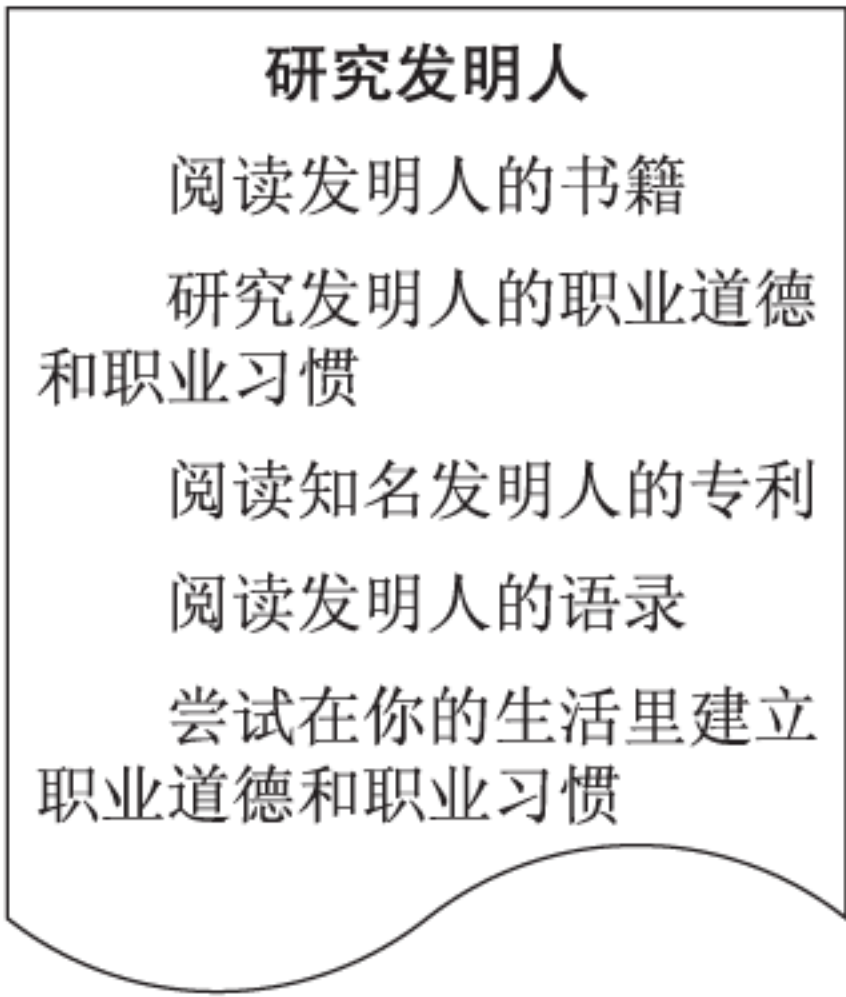 研究发明人
阅读发明人的书籍
研究发明人的职业道德
和职业习惯
阅读知名发明人的专利
阅读发明人的语录
尝试在你的生活里建立
职业道德和职业习惯